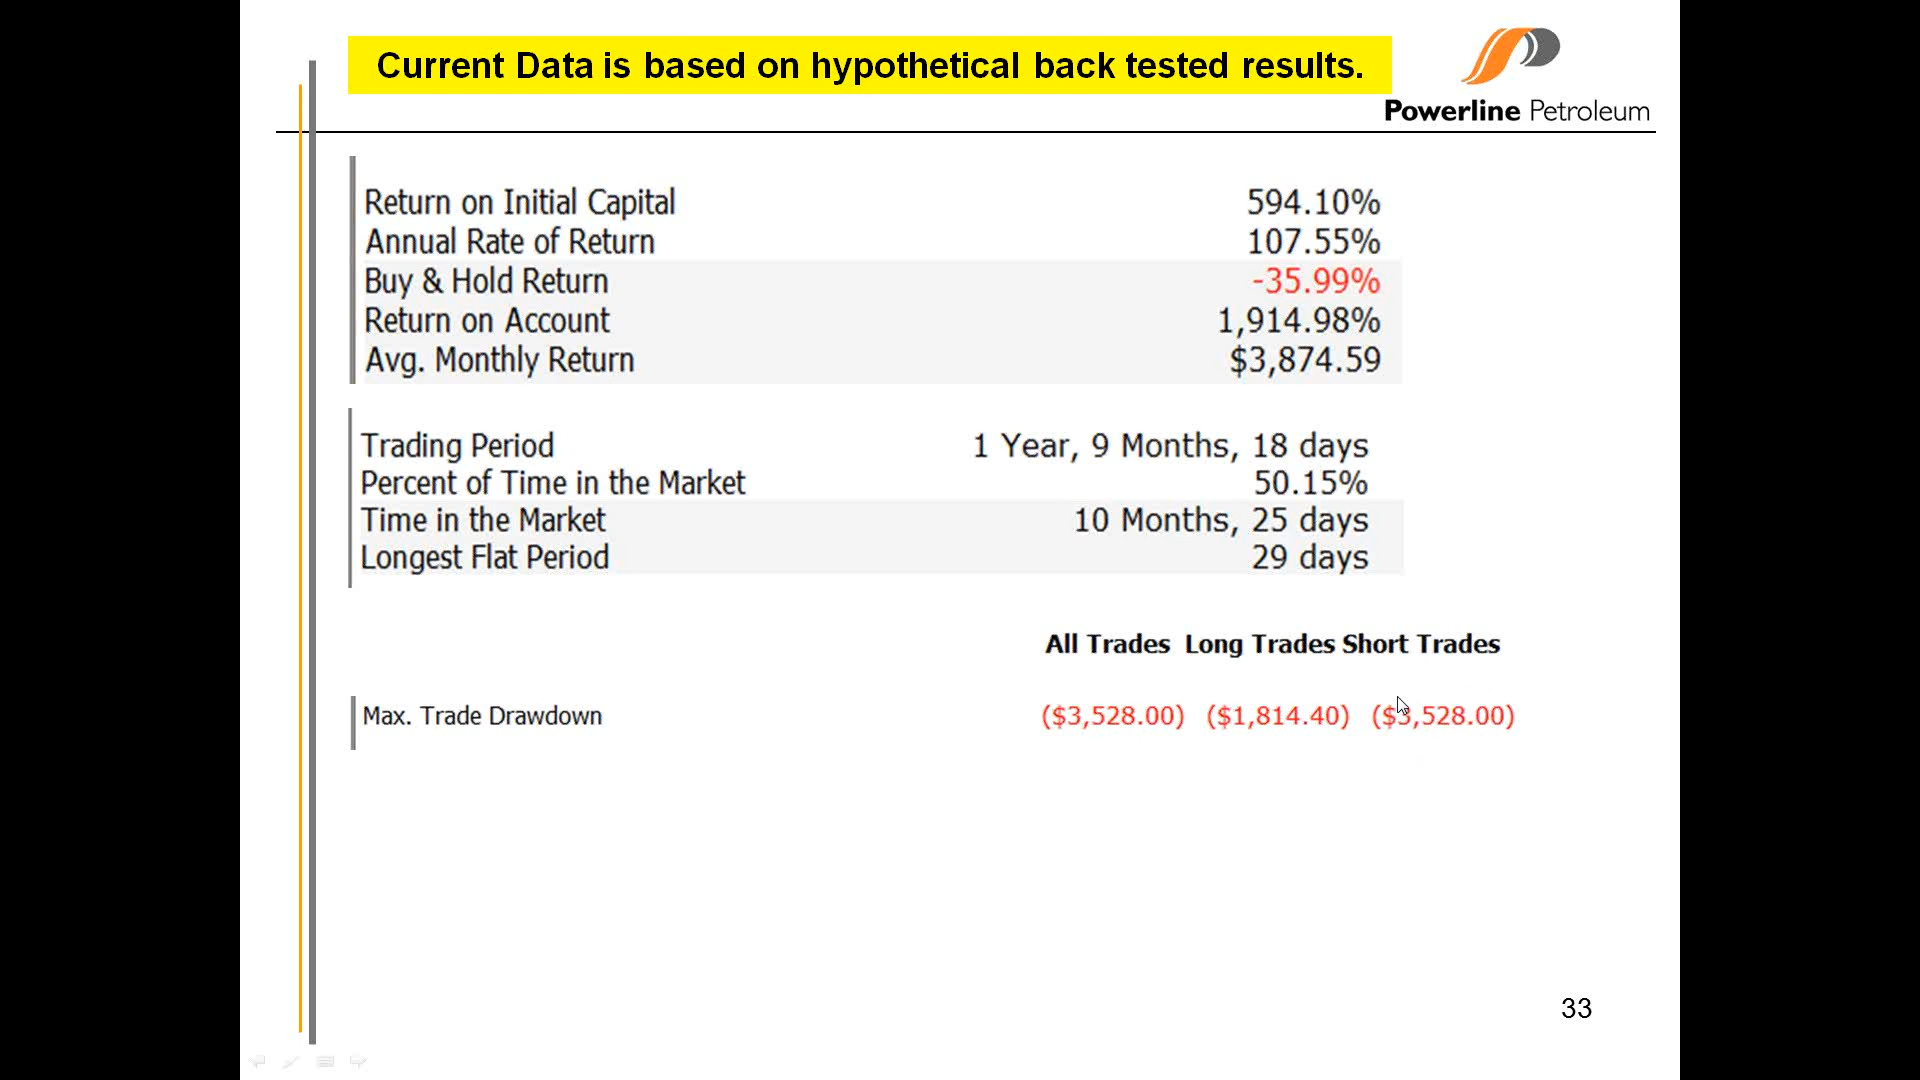 Current Data is based on hypothetical back tested results.
Powerline Petroleum
Return on Initial Capital 594.10%
Annual Rate of Return 107.55%
Buy & Hold Return -35.99%
Return on Account 1,914.98%
Avg. Monthly Return $3,874.59
Trading Period 1 Year, 9 Months, 18 days
Percent of Time in the Market 50.15%
Time in the Market 10 Months, 25 days
Longest Flat Period 29 days
All Trades Long Trades Short Trades
Max. Trade Drawdown ($3,528.00) ($1,814.40) ($3,528.00)
33